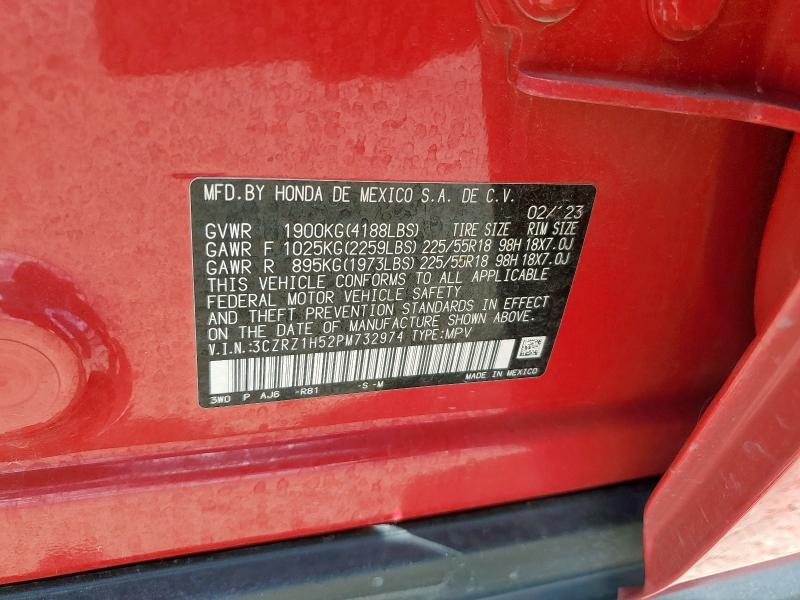 MFD.BY HONDA DE MEXICO S.A. DE C.V.
02/'23
GVWR 1900KG(4188LBS) TIRE SIZE RIM SIZE
GAWR F 1025KG(2259LBS) 225/55R18 98H 18X7.0J
GAWR R 895KG(1973LBS) 225/55R18 98H 18X7.0J
THIS VEHICLE CONFORMS TO ALL APPLICABLE
FEDERAL MOTOR VEHICLE SAFETY
AND THEFT PREVENTION STANDARDS IN EFFECT
ON THE DATE OF MANUFACTURE SHOWN ABOVE.
V.I.N.:3CZRZ1H52PM732974 TYPE:MPV
MADE IN MEXICO
3W0 P AJ6 -R81 -S -M